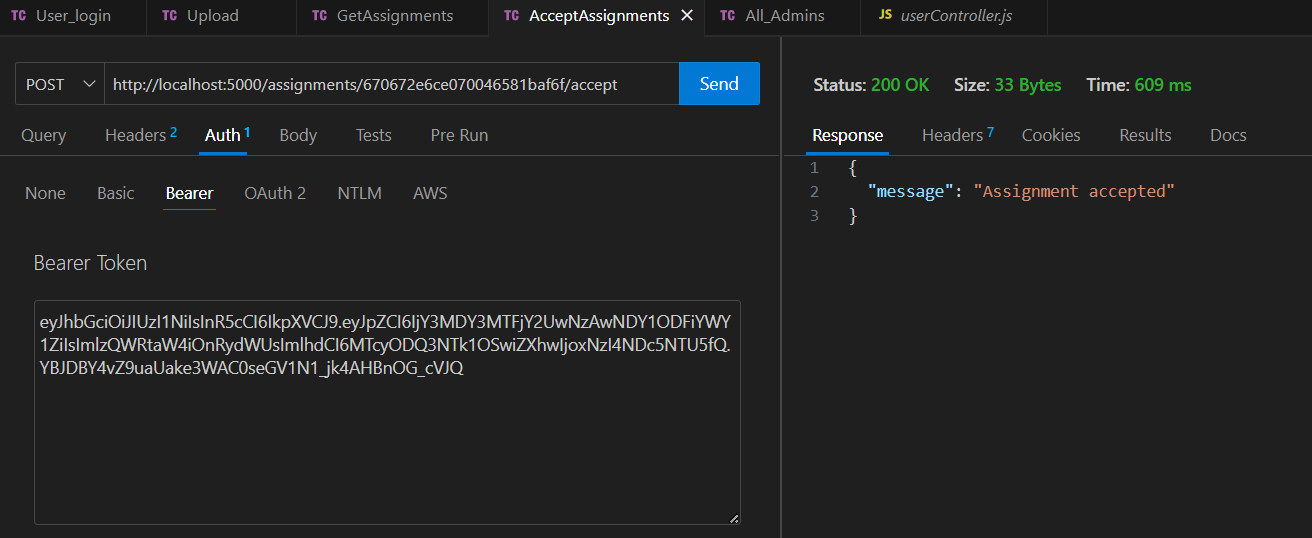 TC User_login TC Upload TC GetAssignments TC AcceptAssignments × TC All_Admins JS userController.js
POST http://localhost:5000/assignments/670672e6ce070046581baf6f/accept Send
Status: 200 OK Size: 33 Bytes Time: 609 ms
Query Headers 2 Auth 1 Body Tests Pre Run
Response Headers 7 Cookies Results Docs
None Basic Bearer OAuth 2 NTLM AWS
1 {
2 "message": "Assignment accepted"
3 }
Bearer Token
eyJhbGciOiJIUzI1NiIsInR5cCI6IkpXVCJ9.eyJpZCI6IjY3MDY3MTFjY2UwNzAwNDY1ODFiYWY
1ZiIsImlzQWRtaW4iOnRydWUsImlhdCI6MTcyODQ3NTk1OSwiZXhwIjoxNzI4NDc5NTU5fQ.
YBJDBY4vZ9uaUake3WAC0seGV1N1_jk4AHBnOG_cVJQ